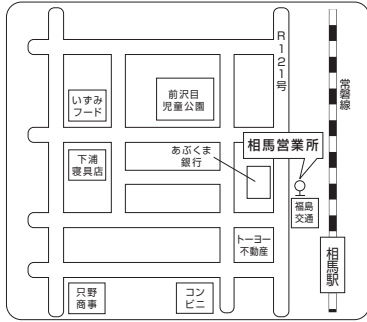 R121号
常磐線
いずみ
フード
前沢目
児童公園
相馬営業所
あぶくま
銀行
下浦
寝具店
福島
交通
トーヨー
不動産
相馬駅
只野
商事
コン
ビニ